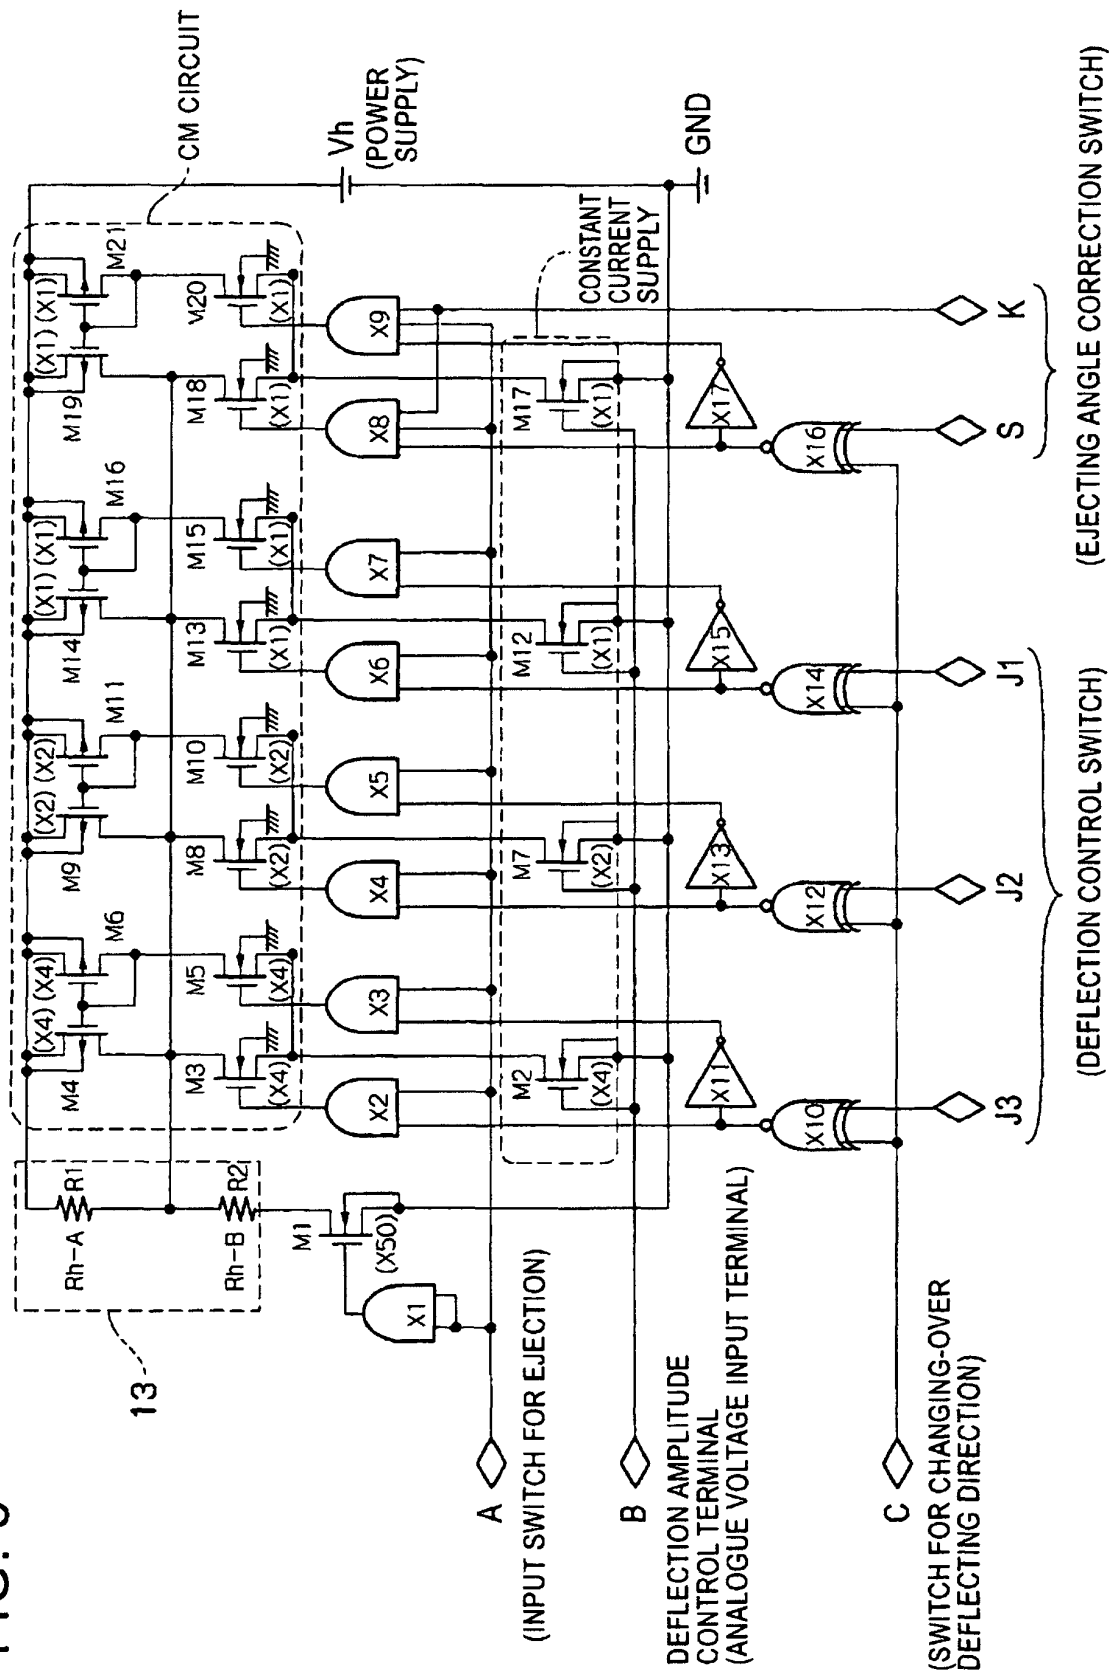 FIG.
13
CM CIRCUIT
Rh-A R1
Rh-B R2
M4 (X4) (X4) M6
M9 (X2) (X2) M11
M14 (X1) (X1) M16
M19 (X1) (X1) M21
M3 (X4)
M5 (X4)
M8 (X2)
M10 (X2)
M13 (X1)
M15 (X1)
M18 (X1)
M20 (X1)
Vh
(POWER
SUPPLY)
M1 (X50)
X1
X2
X3
X4
X5
X6
X7
X8
X9
A
(INPUT SWITCH FOR EJECTION)
M2 (X4)
M7 (X2)
M12 (X1)
M17 (X1)
CONSTANT
CURRENT
SUPPLY
GND
B
DEFLECTION AMPLITUDE
CONTROL TERMINAL
(ANALOGUE VOLTAGE INPUT TERMINAL)
X11
X13
X15
X17
X10
X12
X14
X16
C
(SWITCH FOR CHANGING-OVER
DEFLECTING DIRECTION)
J3
J2
J1
S
K
(DEFLECTION CONTROL SWITCH)
(EJECTING ANGLE CORRECTION SWITCH)